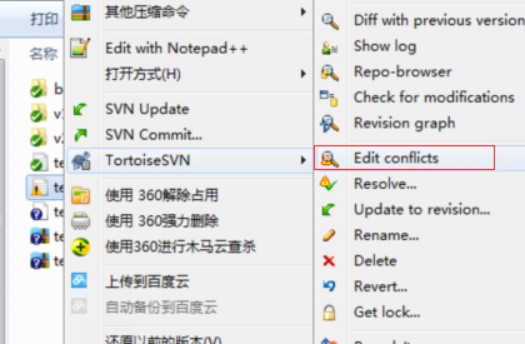 打印
名称
b
v
v
te
te
te
te
te
其他压缩命令
Edit with Notepad++
打开方式(H)
SVN Update
SVN Commit...
TortoiseSVN
使用 360解除占用
使用 360强力删除
使用360进行木马云查杀
上传到百度云
自动备份到百度云
还原以前的版本(V)
Diff with previous version
Show log
Repo-browser
Check for modifications
Revision graph
Edit conflicts
Resolve...
Update to revision...
Rename...
Delete
Revert...
Get lock...